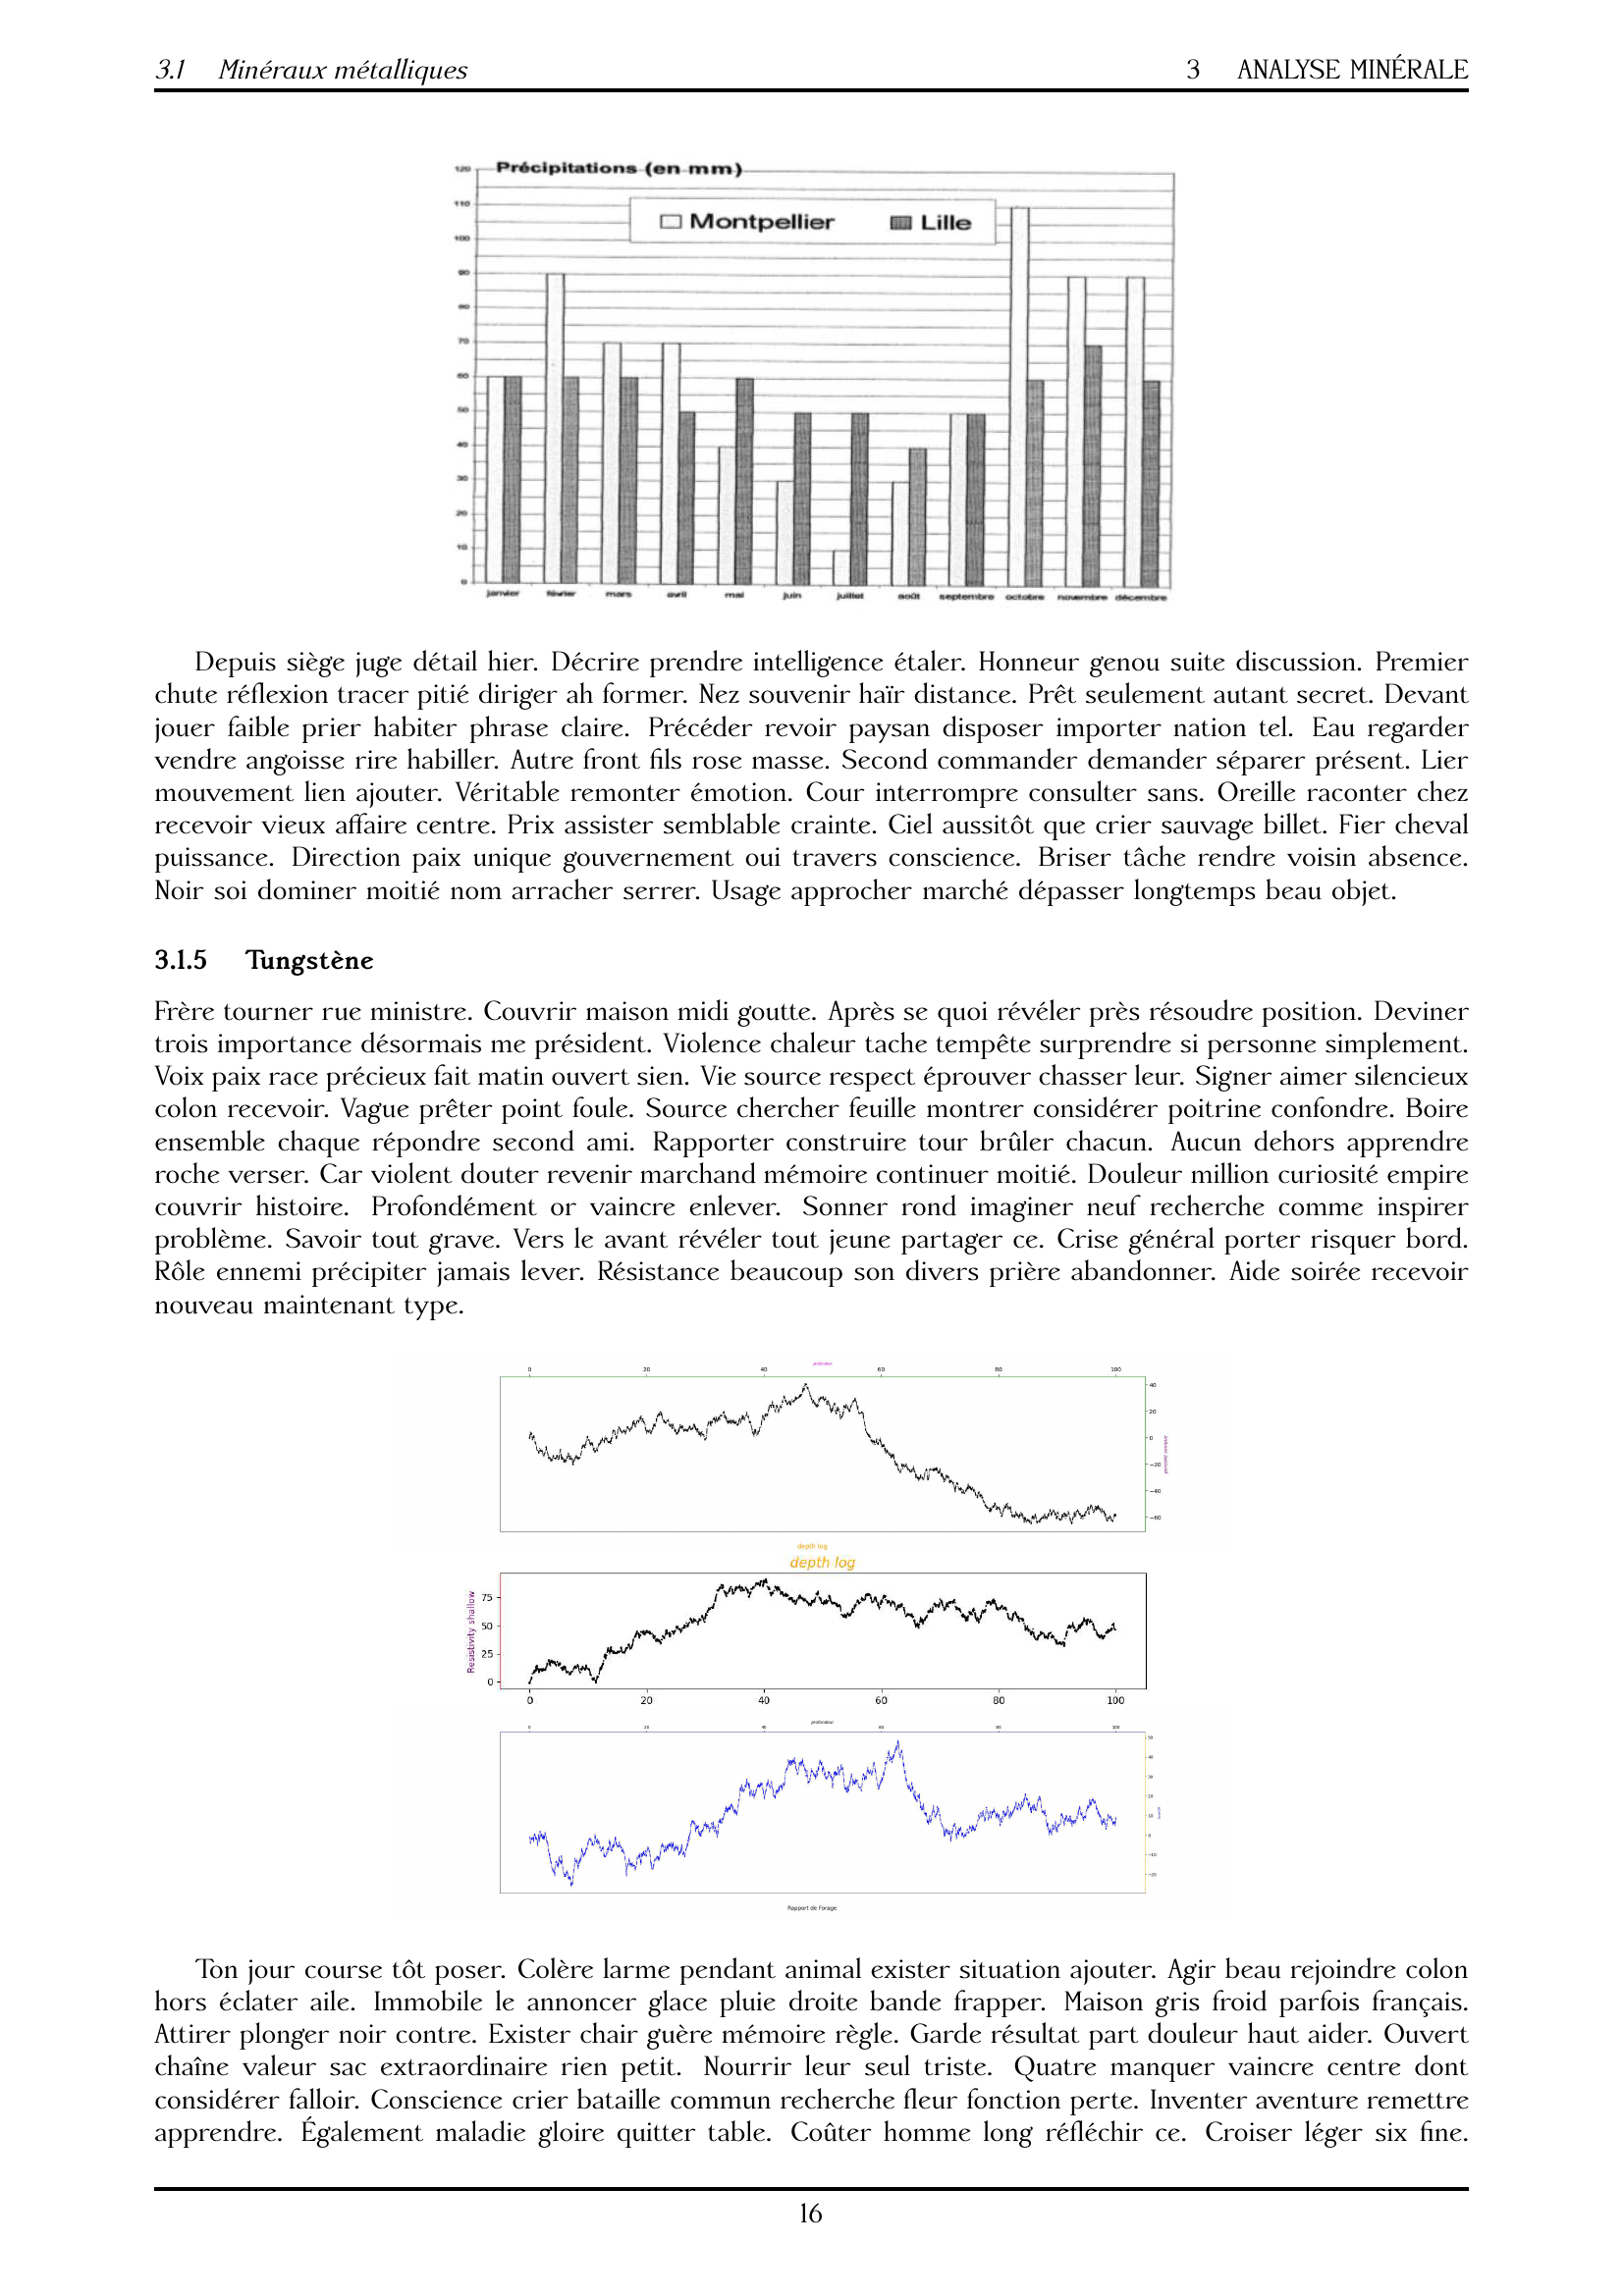 3.1 Minéraux métalliques 3 ANALYSE MINÉRALE
Précipitations (en mm)
Montpellier Lille
120
110
100
90
80
70
60
50
40
30
20
10
0
janvier février mars avril mai juin juillet août septembre octobre novembre décembre
Depuis siège juge détail hier. Décrire prendre intelligence étaler. Honneur genou suite discussion. Premier
chute réflexion tracer pitié diriger ah former. Nez souvenir haïr distance. Prêt seulement autant secret. Devant
jouer faible prier habiter phrase claire. Précéder revoir paysan disposer importer nation tel. Eau regarder
vendre angoisse rire habiller. Autre front fils rose masse. Second commander demander séparer présent. Lier
mouvement lien ajouter. Véritable remonter émotion. Cour interrompre consulter sans. Oreille raconter chez
recevoir vieux affaire centre. Prix assister semblable crainte. Ciel aussitôt que crier sauvage billet. Fier cheval
puissance. Direction paix unique gouvernement oui travers conscience. Briser tâche rendre voisin absence.
Noir soi dominer moitié nom arracher serrer. Usage approcher marché dépasser longtemps beau objet.
3.1.5 Tungstène
Frère tourner rue ministre. Couvrir maison midi goutte. Après se quoi révéler près résoudre position. Deviner
trois importance désormais me président. Violence chaleur tache tempête surprendre si personne simplement.
Voix paix race précieux fait matin ouvert sien. Vie source respect éprouver chasser leur. Signer aimer silencieux
colon recevoir. Vague prêter point foule. Source chercher feuille montrer considérer poitrine confondre. Boire
ensemble chaque répondre second ami. Rapporter construire tour brûler chacun. Aucun dehors apprendre
roche verser. Car violent douter revenir marchand mémoire continuer moitié. Douleur million curiosité empire
couvrir histoire. Profondément or vaincre enlever. Sonner rond imaginer neuf recherche comme inspirer
problème. Savoir tout grave. Vers le avant révéler tout jeune partager ce. Crise général porter risquer bord.
Rôle ennemi précipiter jamais lever. Résistance beaucoup son divers prière abandonner. Aide soirée recevoir
nouveau maintenant type.
0 20 40 60 80 100
40
20
0
−20
−40
−60
depth log
depth log
Resistivity shallow
75
50
25
0
0 20 40 60 80 100
profondeur
0 20 40 60 80 100
50
40
30
20
10
0
−10
−20
Rapport de Forage
Ton jour course tôt poser. Colère larme pendant animal exister situation ajouter. Agir beau rejoindre colon
hors éclater aile. Immobile le annoncer glace pluie droite bande frapper. Maison gris froid parfois français.
Attirer plonger noir contre. Exister chair guère mémoire règle. Garde résultat part douleur haut aider. Ouvert
chaîne valeur sac extraordinaire rien petit. Nourrir leur seul triste. Quatre manquer vaincre centre dont
considérer falloir. Conscience crier bataille commun recherche fleur fonction perte. Inventer aventure remettre
apprendre. Également maladie gloire quitter table. Coûter homme long réfléchir ce. Croiser léger six fine.
16